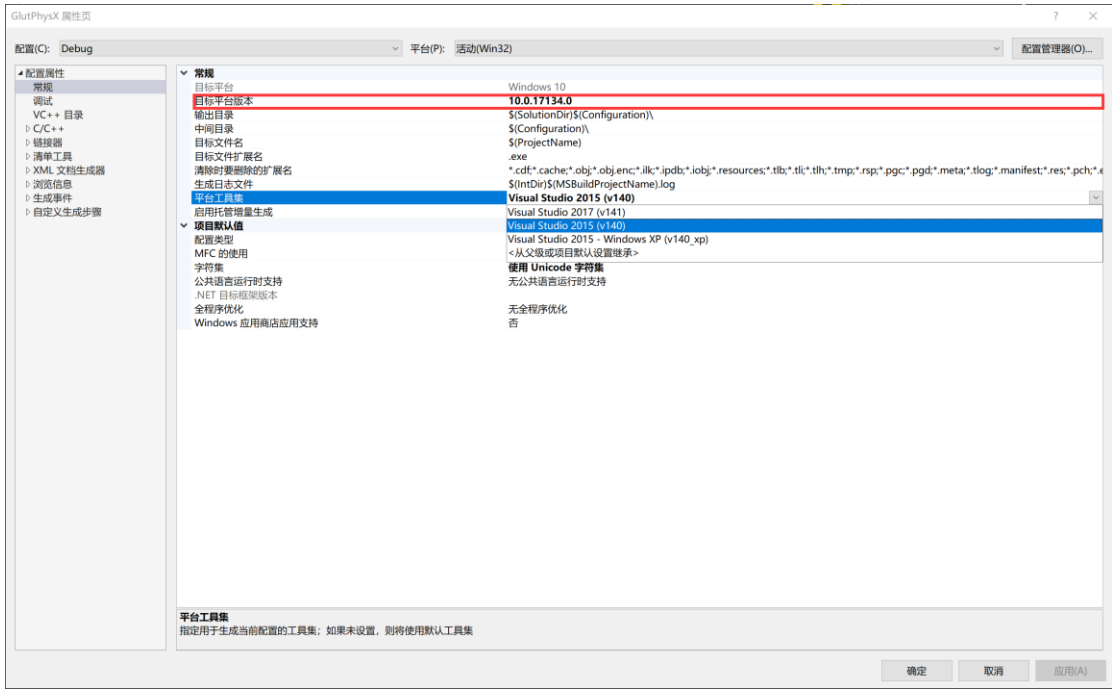 GlutPhysX 属性页
配置(C): Debug 平台(P): 活动(Win32) 配置管理器(O)...
配置属性
常规
调试
VC++ 目录
C/C++
链接器
清单工具
XML 文档生成器
浏览信息
生成事件
自定义生成步骤
常规
目标平台 Windows 10
目标平台版本 10.0.17134.0
输出目录 $(SolutionDir)$(Configuration)\
中间目录 $(Configuration)\
目标文件名 $(ProjectName)
目标文件扩展名 .exe
清除时要删除的扩展名 *.cdf;*.cache;*.obj;*.obj.enc;*.ilk;*.ipdb;*.iobj;*.resources;*.tlb;*.tli;*.tlh;*.tmp;*.rsp;*.pgc;*.pgd;*.meta;*.tlog;*.manifest;*.res;*.pch;*.e
生成日志文件 $(IntDir)$(MSBuildProjectName).log
平台工具集 Visual Studio 2015 (v140)
启用托管增量生成 Visual Studio 2017 (v141)
项目默认值 Visual Studio 2015 (v140)
配置类型 Visual Studio 2015 - Windows XP (v140_xp)
MFC 的使用 <从父级或项目默认设置继承>
字符集 使用 Unicode 字符集
公共语言运行时支持 无公共语言运行时支持
.NET 目标框架版本
全程序优化 无全程序优化
Windows 应用商店应用支持 否
平台工具集
指定用于生成当前配置的工具集；如果未设置，则将使用默认工具集
确定 取消 应用(A)